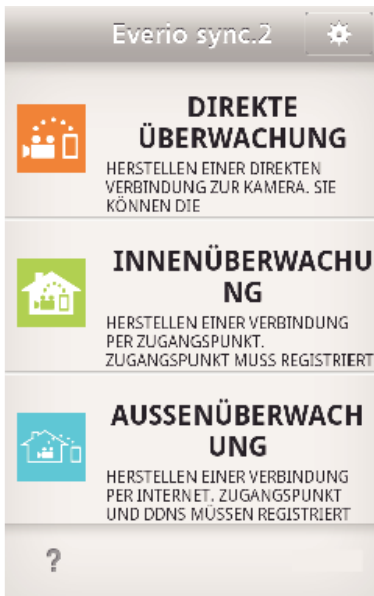 Everio sync.2
DIREKTE
ÜBERWACHUNG
HERSTELLEN EINER DIREKTEN
VERBINDUNG ZUR KAMERA. SIE
KÖNNEN DIE
INNENÜBERWACHU
NG
HERSTELLEN EINER VERBINDUNG
PER ZUGANGSPUNKT.
ZUGANGSPUNKT MUSS REGISTRIERT
AUSSENÜBERWACH
UNG
HERSTELLEN EINER VERBINDUNG
PER INTERNET. ZUGANGSPUNKT
UND DDNS MÜSSEN REGISTRIERT
?